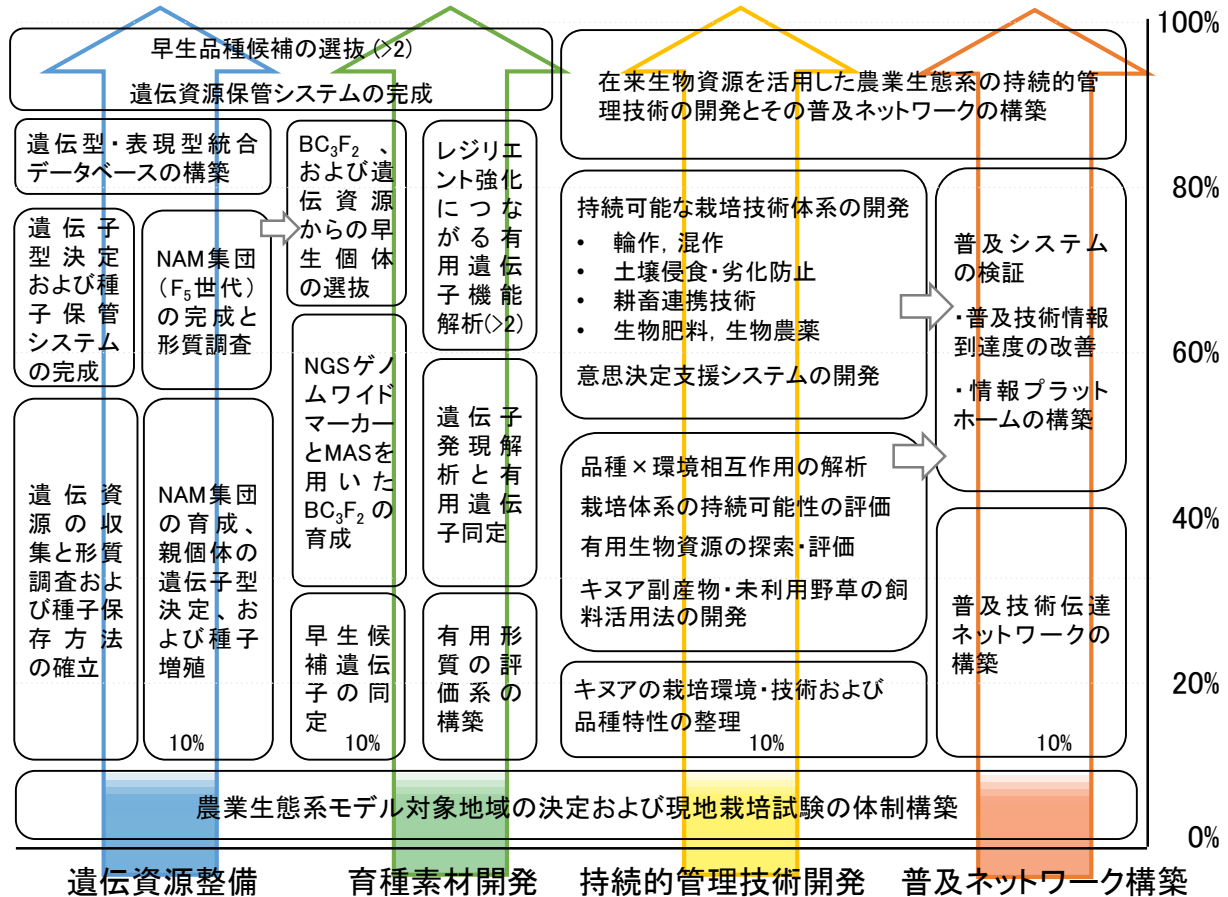 早生品種候補の選抜(>2)
遺伝資源保管システムの完成
在来生物資源を活用した農業生態系の持続的管
理技術の開発とその普及ネットワークの構築
遺伝型・表現型統合
データベースの構築
遺伝子
型決定
および種
子保管
システム
の完成
NAM集団
（F5世代）
の完成と
形質調査
遺伝資
源の収
集と形質
調査およ
び種子保
存方法
の確立
NAM集団
の育成、
親個体の
遺伝子型
決定、お
よび種子
増殖
10%
BC3F2、
および遺
伝資源
からの早
生個体
の選抜
NGSゲノ
ムワイド
マーカー
とMASを
用いた
BC3F2の
育成
早生候
補遺伝
子の同
定
10%
レジリエ
ント強化
につな
がる有
用遺伝
子機能
解析(>2)
遺伝子
発現解
析と有
用遺伝
子同定
有用形
質の評
価系の
構築
持続可能な栽培技術体系の開発
• 輪作，混作
• 土壌侵食・劣化防止
• 耕畜連携技術
• 生物肥料，生物農薬
意思決定支援システムの開発
品種×環境相互作用の解析
栽培体系の持続可能性の評価
有用生物資源の探索・評価
キヌア副産物・未利用野草の飼
料活用法の開発
キヌアの栽培環境・技術および
品種特性の整理
10%
普及システム
の検証
・普及技術情報
到達度の改善
・情報プラット
ホームの構築
普及技術伝達
ネットワークの
構築
10%
農業生態系モデル対象地域の決定および現地栽培試験の体制構築
100%
80%
60%
40%
20%
0%
遺伝資源整備
育種素材開発
持続的管理技術開発
普及ネットワーク構築